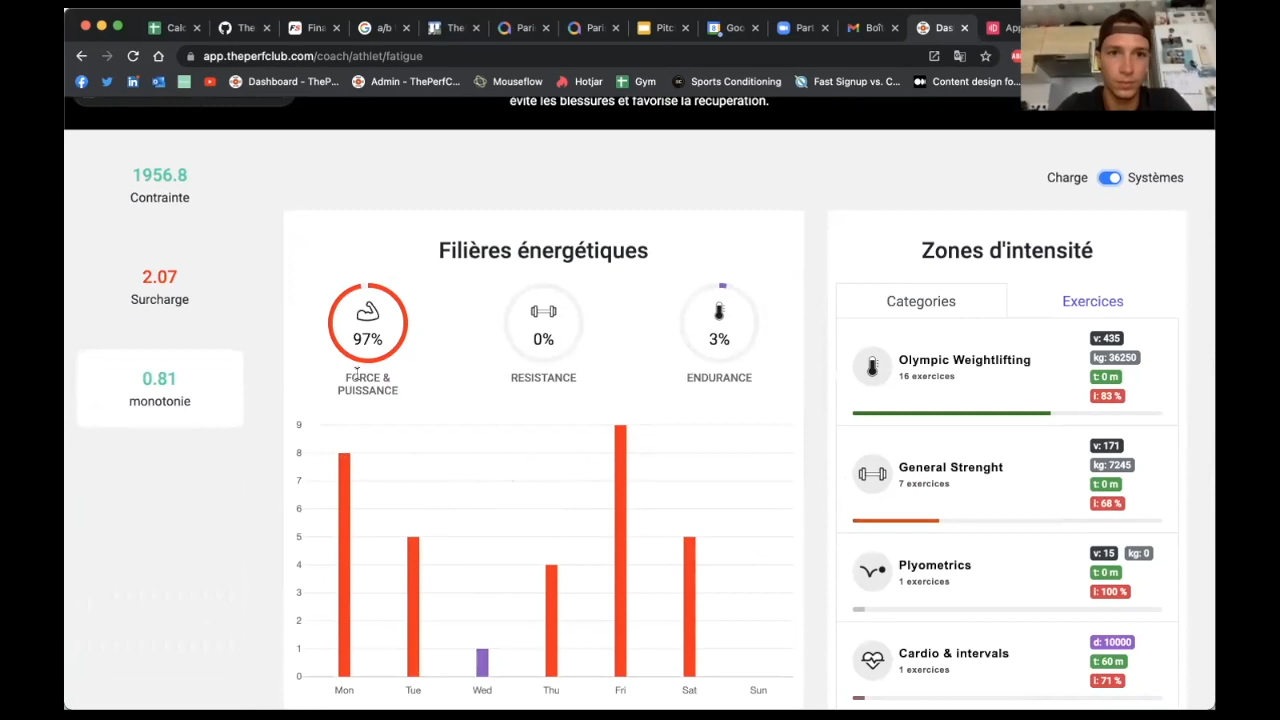 Calc
The
Fina
a/b
The
Pari
Pari
Pitc
Goo
Part
Boît
Das
App
app.theperfclub.com/coach/athlet/fatigue
Dashboard - TheP...
Admin - ThePerfC...
Mouseflow
Hotjar
Gym
Sports Conditioning
Fast Signup vs. C...
Content design fo...
évite les blessures et favorise la récupération.
1956.8
Contrainte
2.07
Surcharge
0.81
monotonie
Charge
Systèmes
Filières énergétiques
97%
0%
3%
FORCE &
PUISSANCE
RESISTANCE
ENDURANCE
9
8
7
6
5
4
3
2
1
0
Mon Tue Wed Thu Fri Sat Sun
Zones d'intensité
Categories
Exercices
Olympic Weightlifting
16 exercices
v: 435
kg: 36250
t: 0 m
i: 83 %
General Strenght
7 exercices
v: 171
kg: 7245
t: 0 m
i: 68 %
Plyometrics
1 exercices
v: 15 kg: 0
t: 0 m
i: 100 %
Cardio & intervals
1 exercices
d: 10000
t: 60 m
i: 71 %